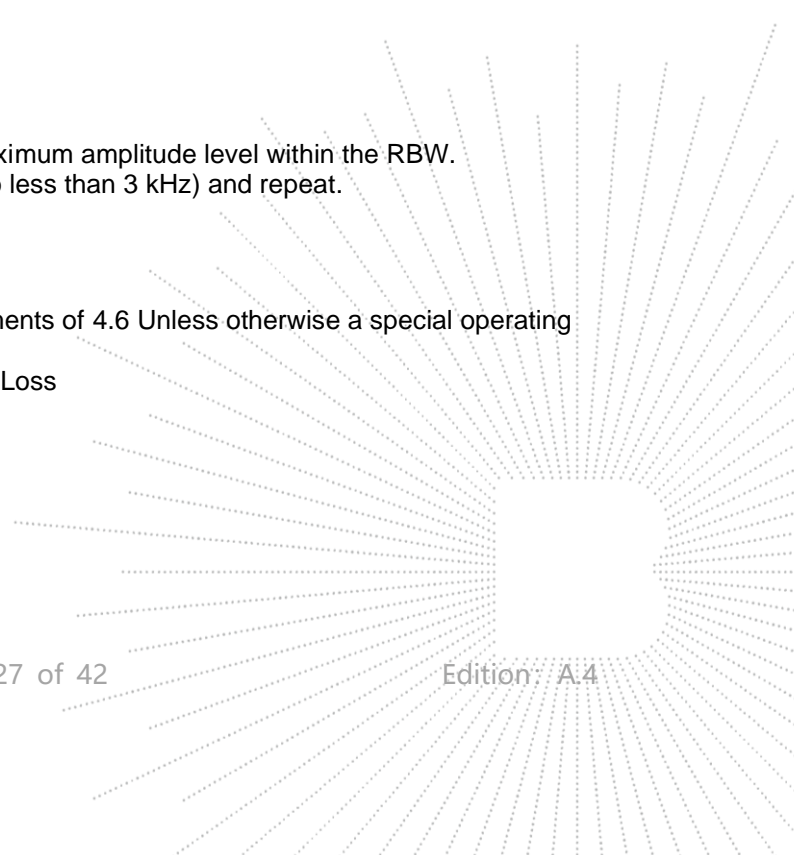 ximum amplitude level within the RBW.
less than 3 kHz) and repeat.
ents of 4.6 Unless otherwise a special operating
Loss
27 of 42 Edition: A.4